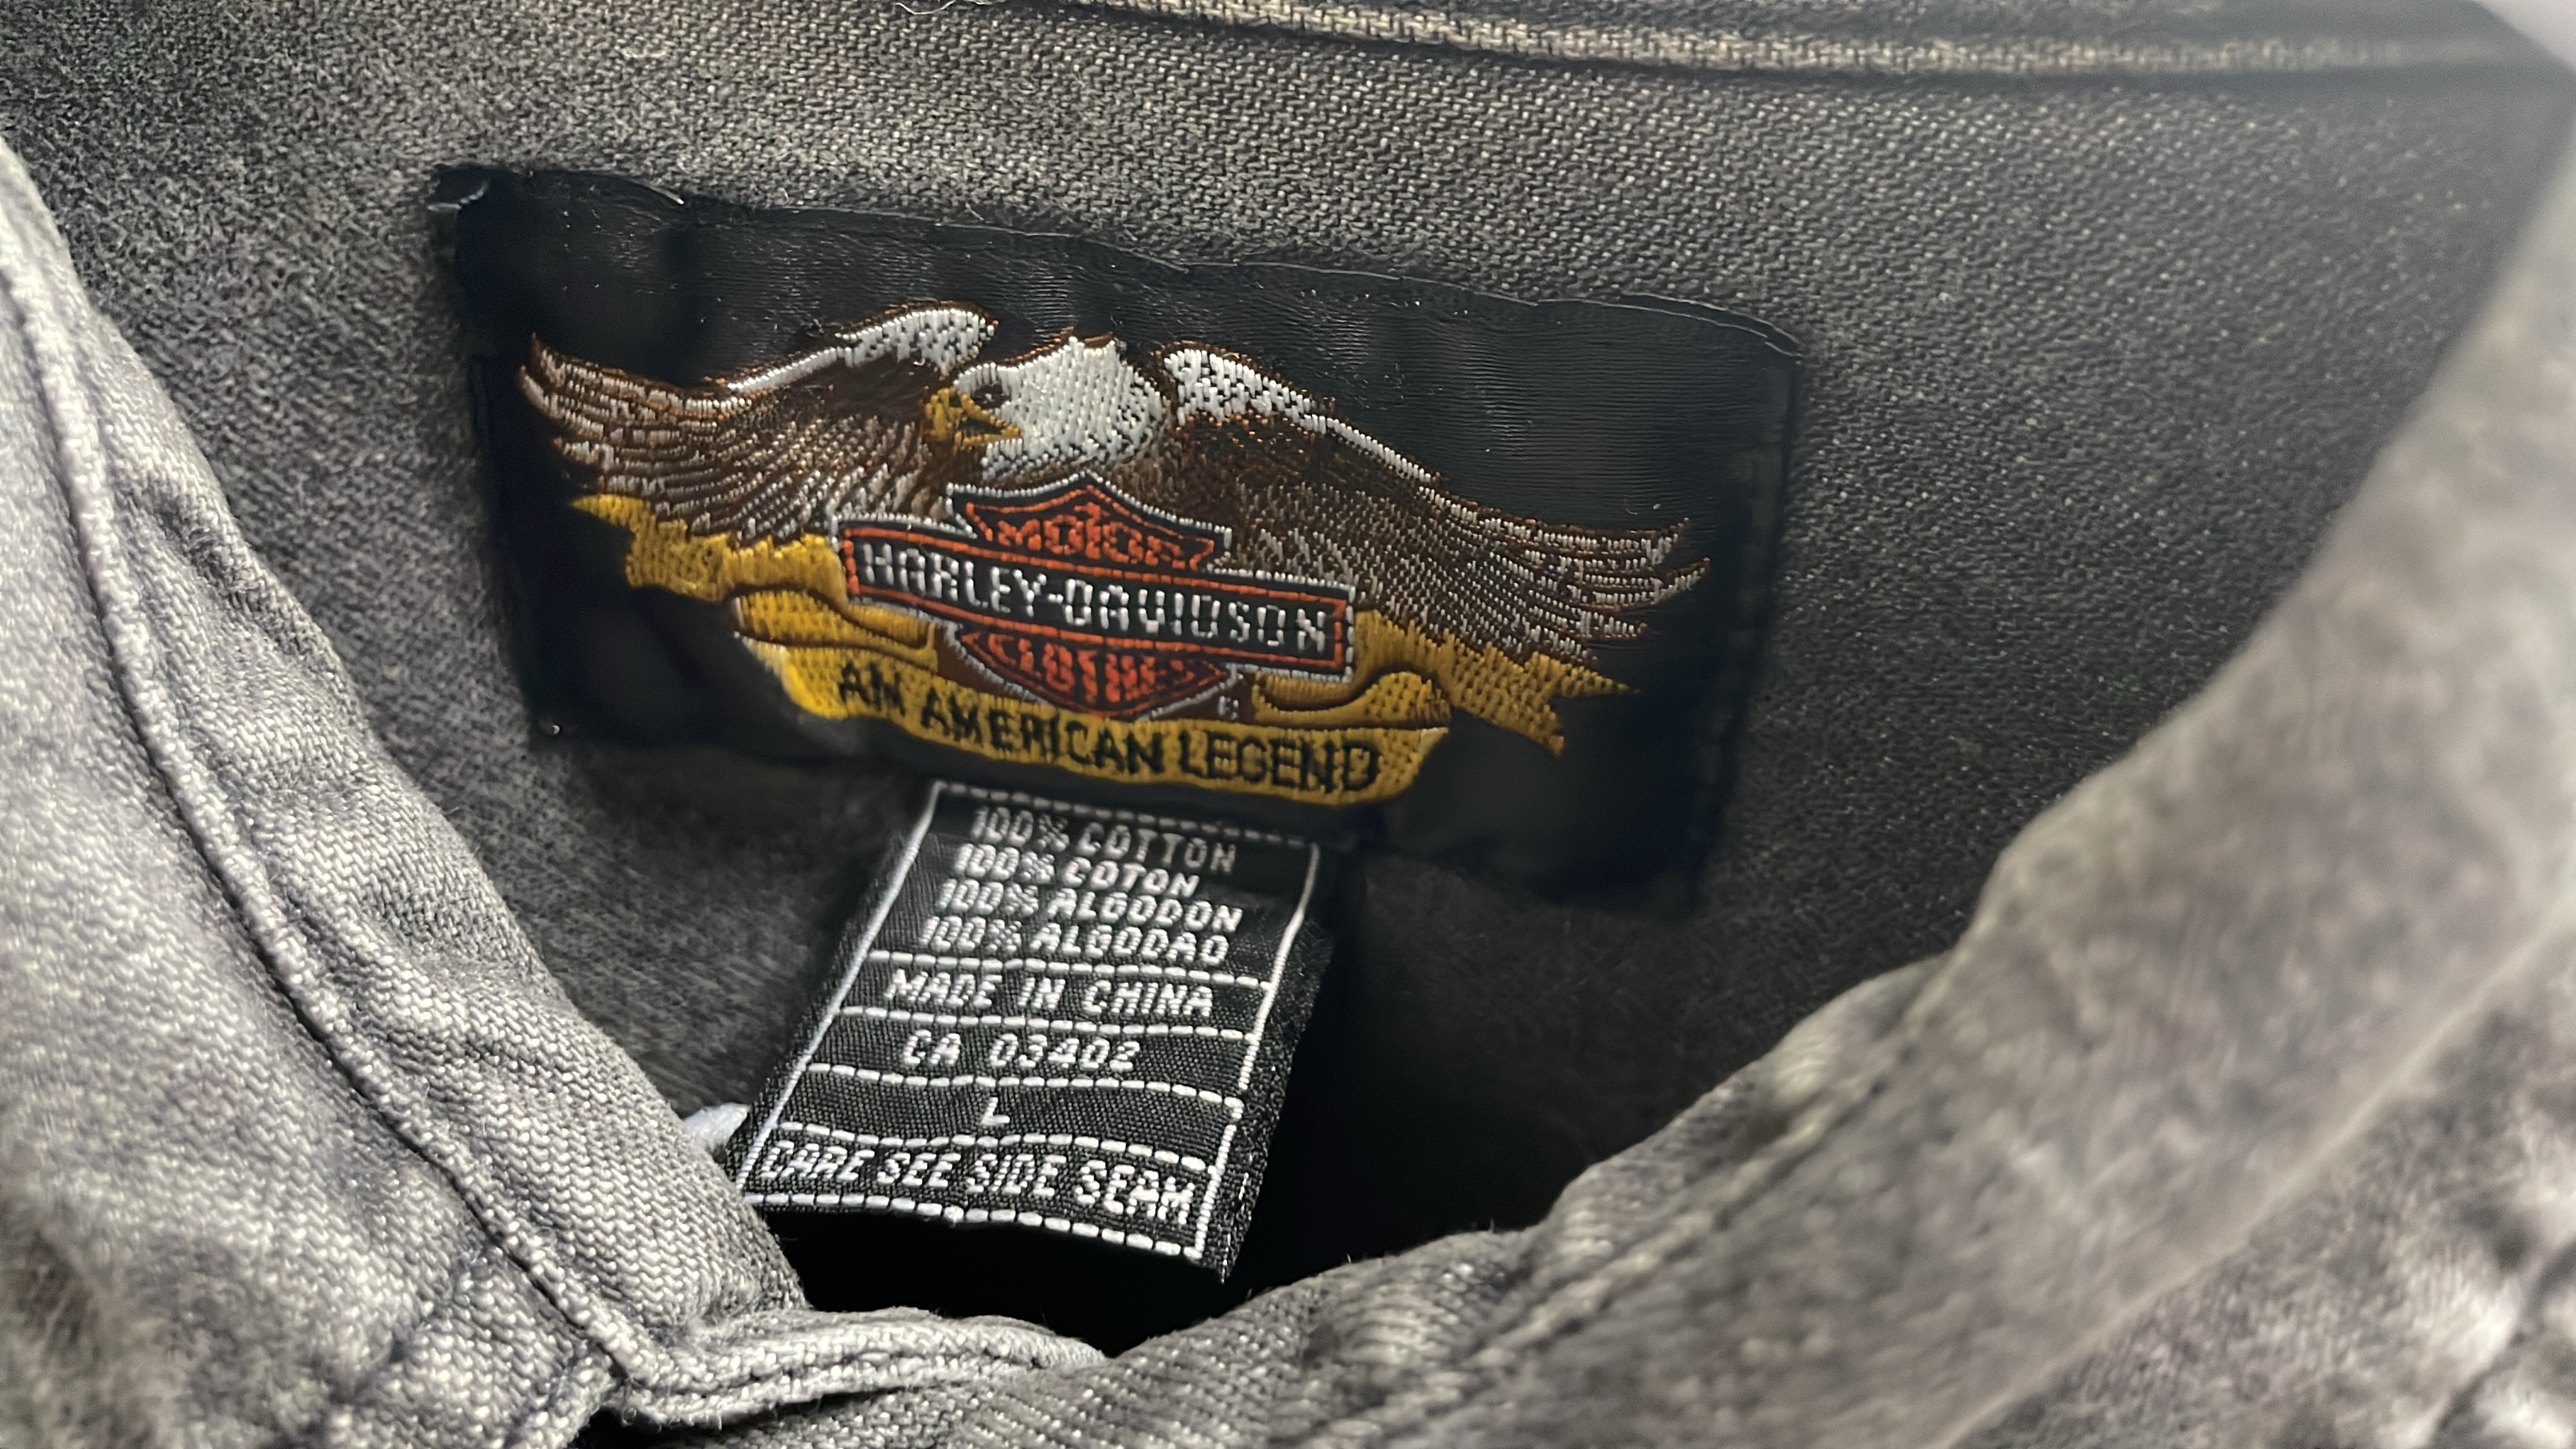 MOTOR
HARLEY-DAVIDSON
CLOTHES
AN AMERICAN LEGEND
100% COTTON
100% COTON
100% ALGODON
100% ALGODAO
MADE IN CHINA
CA 03402
L
CARE SEE SIDE SEAM